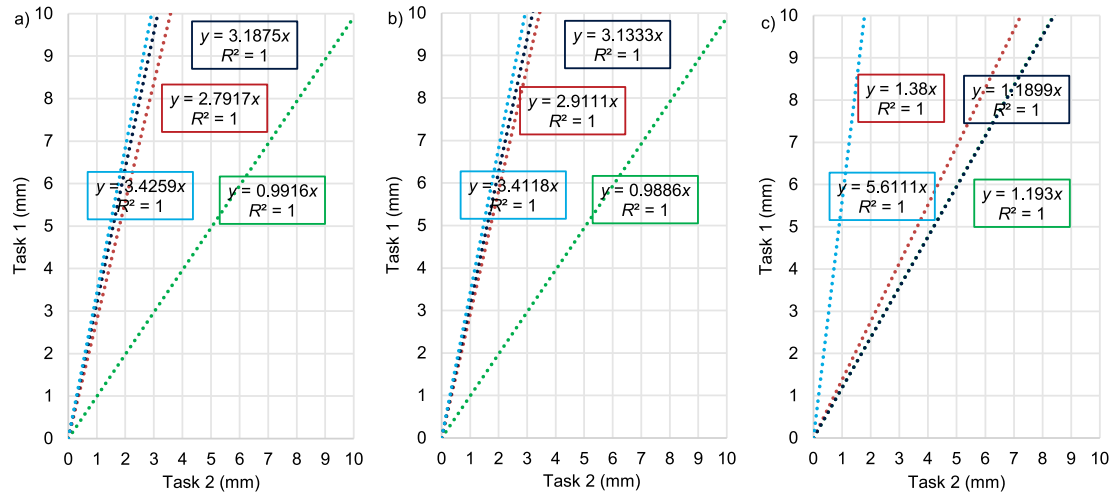 a)
10
9
8
7
6
5
4
3
2
1
0
Task 1 (mm)
y = 3.1875x
R² = 1
y = 2.7917x
R² = 1
y = 3.4259x
R² = 1
y = 0.9916x
R² = 1
0 1 2 3 4 5 6 7 8 9 10
Task 2 (mm)
b)
10
9
8
7
6
5
4
3
2
1
0
Task 1 (mm)
y = 3.1333x
R² = 1
y = 2.9111x
R² = 1
y = 3.4118x
R² = 1
y = 0.9886x
R² = 1
0 1 2 3 4 5 6 7 8 9 10
Task 2 (mm)
c)
10
9
8
7
6
5
4
3
2
1
0
Task 1 (mm)
y = 1.38x
R² = 1
y = 1.1899x
R² = 1
y = 5.6111x
R² = 1
y = 1.193x
R² = 1
0 1 2 3 4 5 6 7 8 9 10
Task 2 (mm)